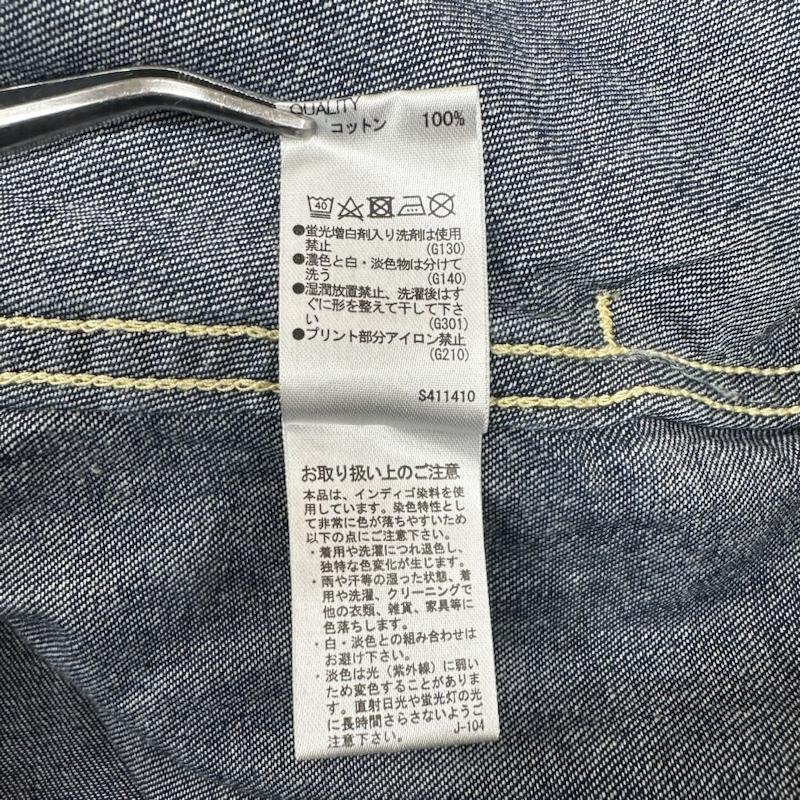 QUALITY
コットン 100%
40
●蛍光増白剤入り洗剤は使用
禁止 (G130)
●濃色と白・淡色物は分けて
洗う (G140)
●湿潤放置禁止、洗濯後はす
ぐに形を整えて干して下さ
い (G301)
●プリント部分アイロン禁止
(G210)
S411410
お取り扱い上のご注意
本品は、インディゴ染料を使
用しています。染色特性とし
て非常に色が落ちやすいため
以下の点にご注意下さい。
・着用や洗濯につれ退色し、
独特な色変化が生じます。
・雨や汗等の湿った状態、着
用や洗濯、クリーニングで
他の衣類、雑貨、家具等に
色落ちします。
・白・淡色との組み合わせは
お避け下さい。
・淡色は光（紫外線）に弱い
ため変色することがありま
す。直射日光や蛍光灯の光
に長時間さらさないようご
注意下さい。 J-104